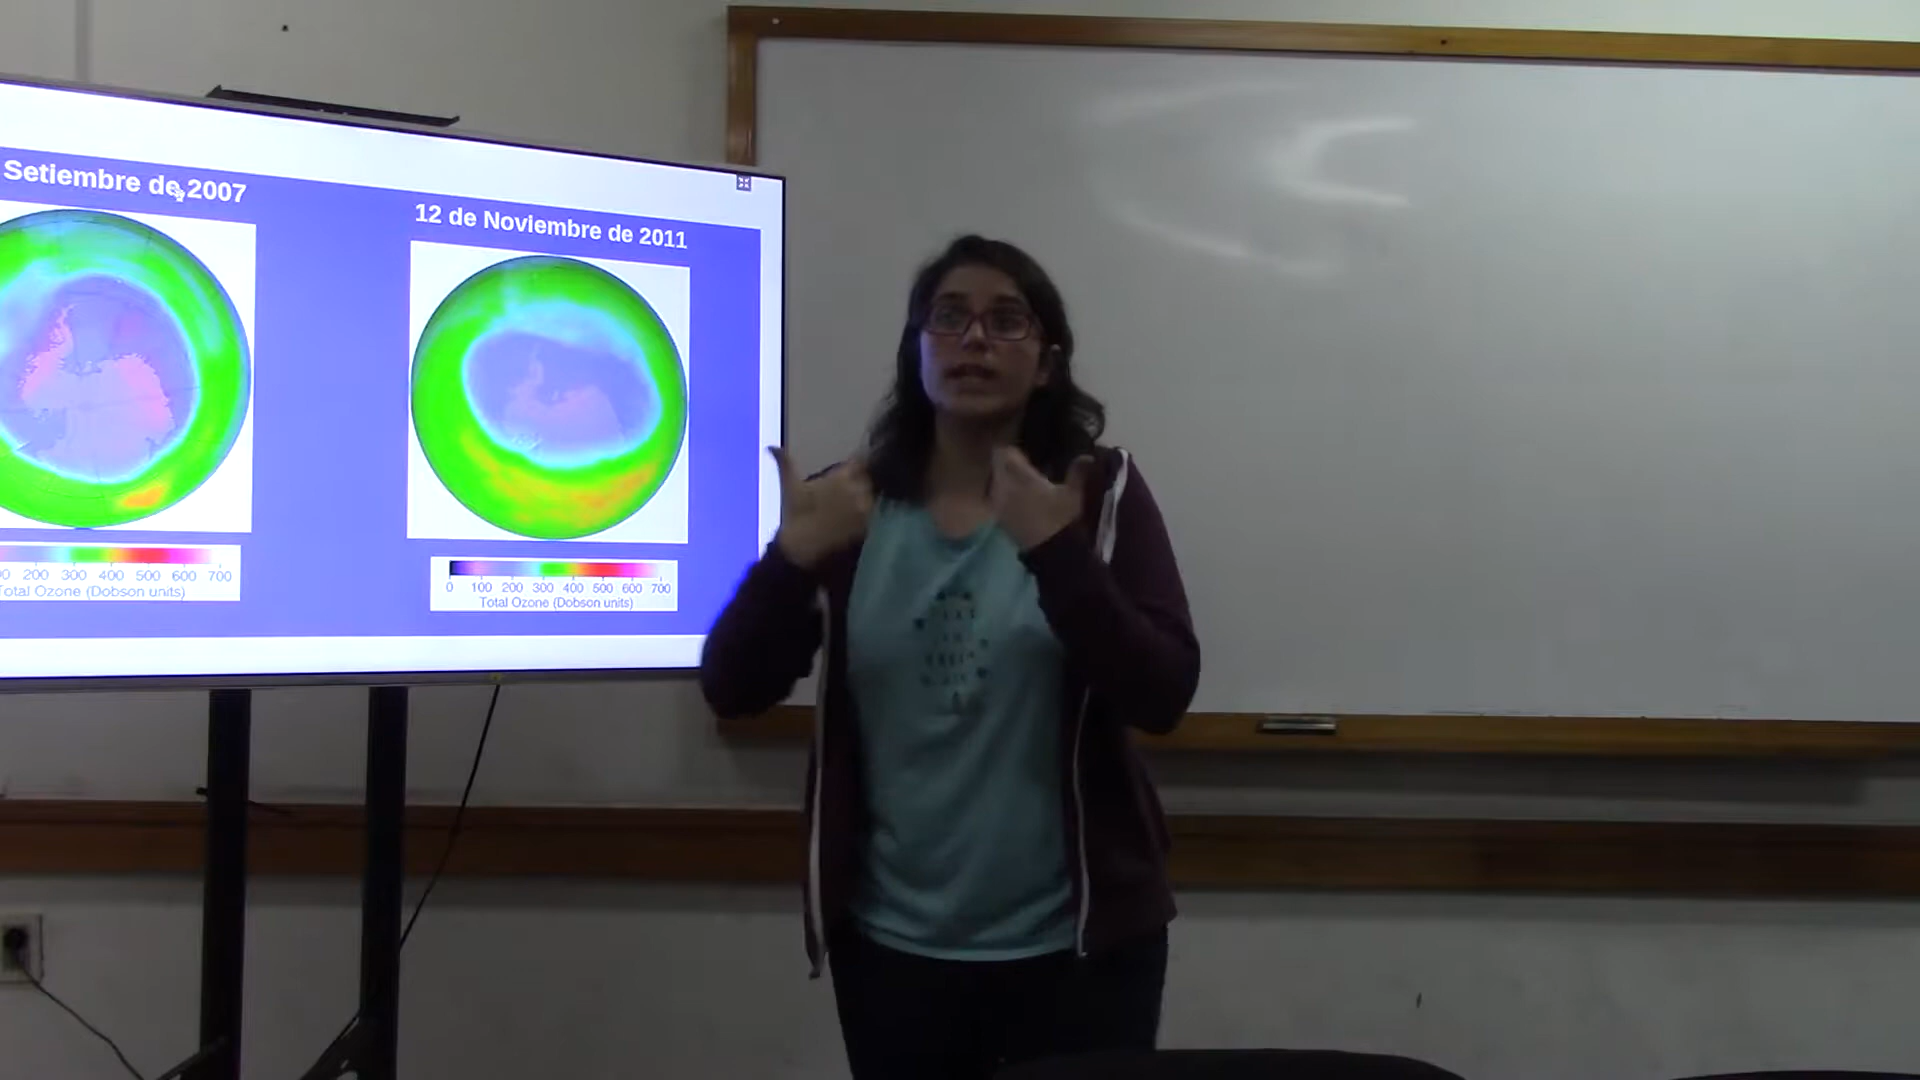 Setiembre de 2007
12 de Noviembre de 2011
200 300 400 500 600 700
Total Ozone (Dobson units)
0 100 200 300 400 500 600 700
Total Ozone (Dobson units)